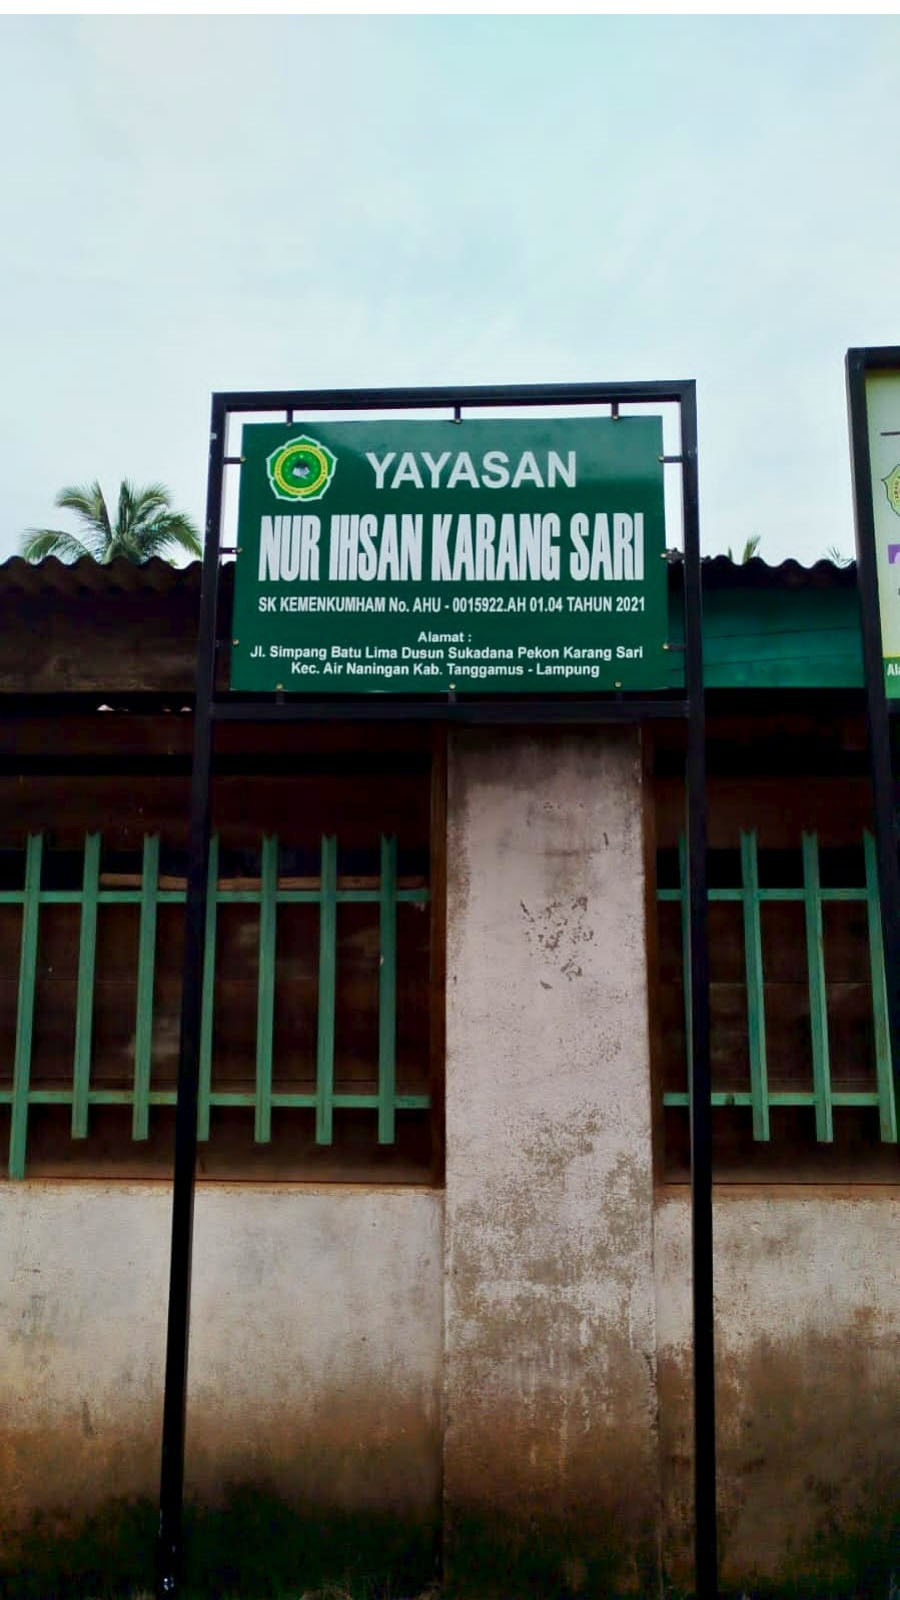 YAYASAN
NUR IHSAN KARANG SARI
SK KEMENKUMHAM No. AHU - 0015922.AH 01.04 TAHUN 2021
Alamat :
Jl. Simpang Batu Lima Dusun Sukadana Pekon Karang Sari
Kec. Air Naningan Kab. Tanggamus - Lampung